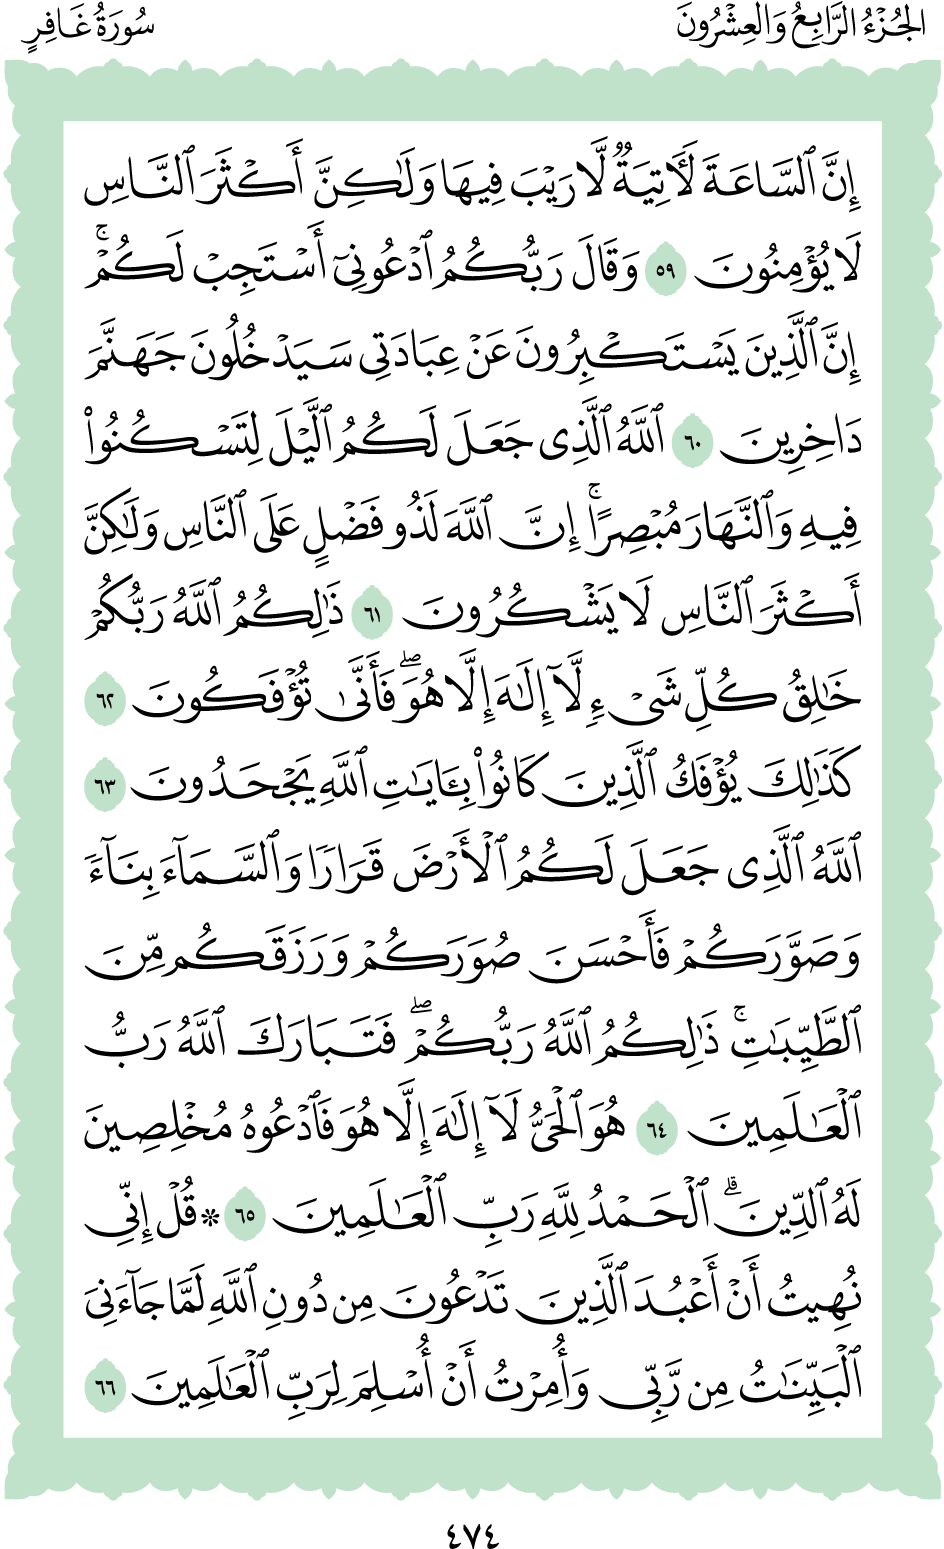 الجُزْءُ الرَّابِعُ وَالْعِشْرُونَ
سُورَةُ غَافِرٍ
إِنَّ ٱلسَّاعَةَ لَأٓتِيَةٌ لَّا رَيْبَ فِيهَا وَلَٰكِنَّ أَكْثَرَ ٱلنَّاسِ
لَا يُؤْمِنُونَ ٥٩ وَقَالَ رَبُّكُمُ ٱدْعُونِىٓ أَسْتَجِبْ لَكُمْ ۚ
إِنَّ ٱلَّذِينَ يَسْتَكْبِرُونَ عَنْ عِبَادَتِى سَيَدْخُلُونَ جَهَنَّمَ
دَاخِرِينَ ٦٠ ٱللَّهُ ٱلَّذِى جَعَلَ لَكُمُ ٱلَّيْلَ لِتَسْكُنُوا۟
فِيهِ وَٱلنَّهَارَ مُبْصِرًا ۚ إِنَّ ٱللَّهَ لَذُو فَضْلٍ عَلَى ٱلنَّاسِ وَلَٰكِنَّ
أَكْثَرَ ٱلنَّاسِ لَا يَشْكُرُونَ ٦١ ذَٰلِكُمُ ٱللَّهُ رَبُّكُمْ
خَٰلِقُ كُلِّ شَىْءٍ لَّآ إِلَٰهَ إِلَّا هُوَ ۖ فَأَنَّىٰ تُؤْفَكُونَ ٦٢
كَذَٰلِكَ يُؤْفَكُ ٱلَّذِينَ كَانُوا۟ بِـَٔايَٰتِ ٱللَّهِ يَجْحَدُونَ ٦٣
ٱللَّهُ ٱلَّذِى جَعَلَ لَكُمُ ٱلْأَرْضَ قَرَارًا وَٱلسَّمَآءَ بِنَآءً
وَصَوَّرَكُمْ فَأَحْسَنَ صُوَرَكُمْ وَرَزَقَكُم مِّنَ
ٱلطَّيِّبَٰتِ ۚ ذَٰلِكُمُ ٱللَّهُ رَبُّكُمْ ۖ فَتَبَارَكَ ٱللَّهُ رَبُّ
ٱلْعَٰلَمِينَ ٦٤ هُوَ ٱلْحَىُّ لَآ إِلَٰهَ إِلَّا هُوَ فَٱدْعُوهُ مُخْلِصِينَ
لَهُ ٱلدِّينَ ۗ ٱلْحَمْدُ لِلَّهِ رَبِّ ٱلْعَٰلَمِينَ ٦٥ * قُلْ إِنِّى
نُهِيتُ أَنْ أَعْبُدَ ٱلَّذِينَ تَدْعُونَ مِن دُونِ ٱللَّهِ لَمَّا جَآءَنِىَ
ٱلْبَيِّنَٰتُ مِن رَّبِّى وَأُمِرْتُ أَنْ أُسْلِمَ لِرَبِّ ٱلْعَٰلَمِينَ ٦٦
٤٧٤